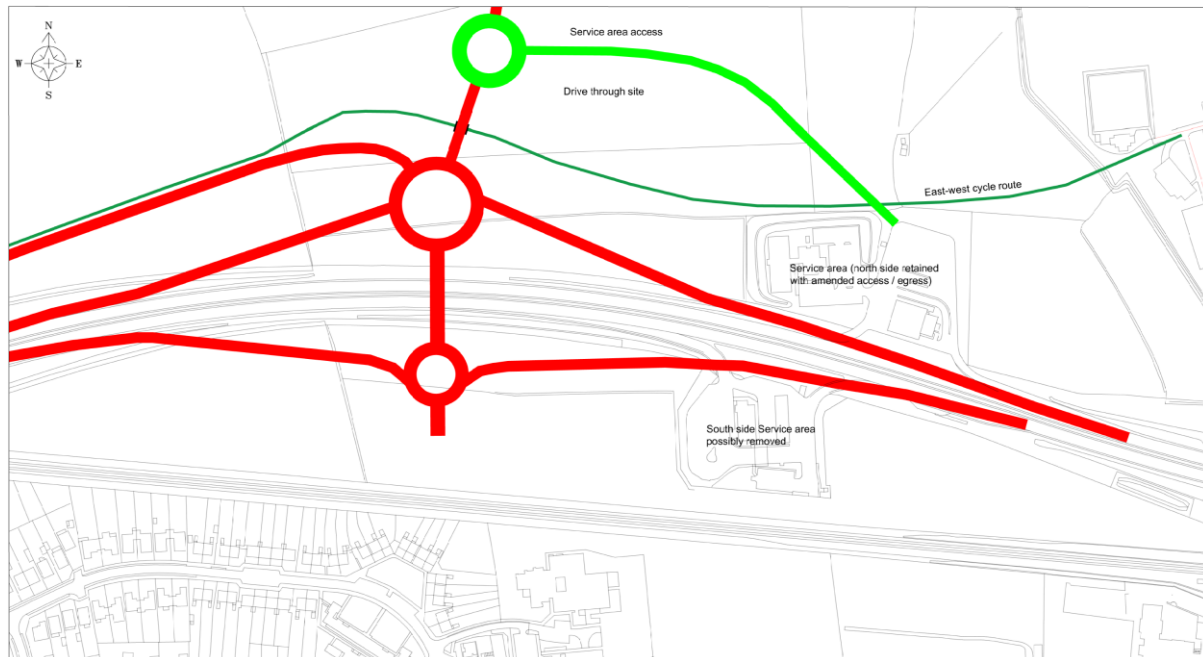 N
W E
S
Service area access
Drive through site
East-west cycle route
Service area (north side retained
with amended access / egress)
South side Service area
possibly removed